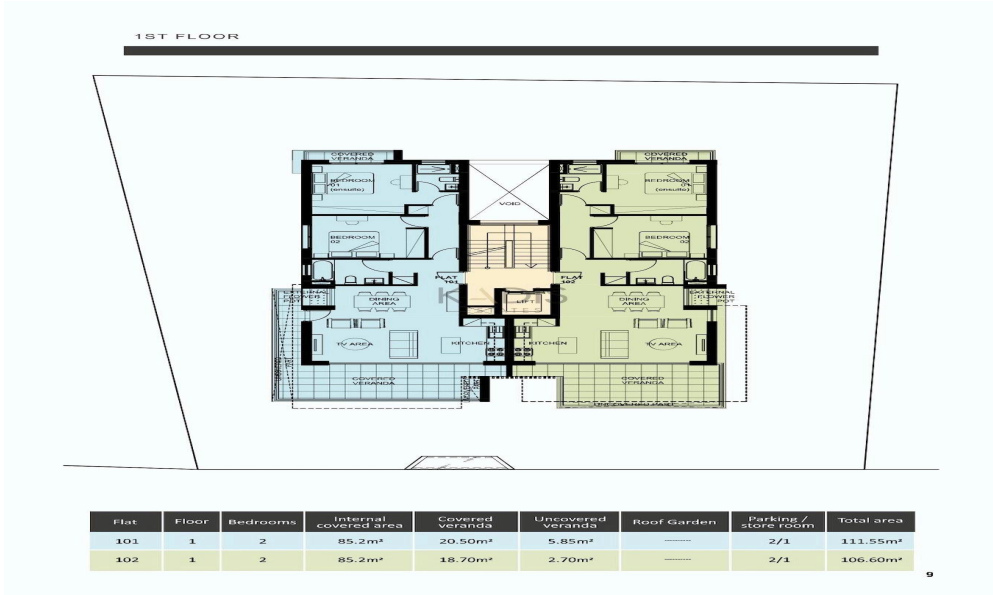 1ST FLOOR
COVERED
VERANDA
COVERED
VERANDA
BEDROOM
01
(ensuite)
BEDROOM
01
(ensuite)
VOID
BEDROOM
02
BEDROOM
02
FLAT
101
FLAT
102
EXTERNAL
FLOWER
POT
DINING
AREA
LIFT
DINING
AREA
EXTERNAL
FLOWER
POT
TV AREA
KITCHEN
KITCHEN
TV AREA
COVERED
VERANDA
COVERED
VERANDA
Flat Floor Bedrooms Internal covered area Covered veranda Uncovered veranda Roof Garden Parking / store room Total area
101 1 2 85.2m² 20.50m² 5.85m² ——— 2/1 111.55m²
102 1 2 85.2m² 18.70m² 2.70m² ——— 2/1 106.60m²
9